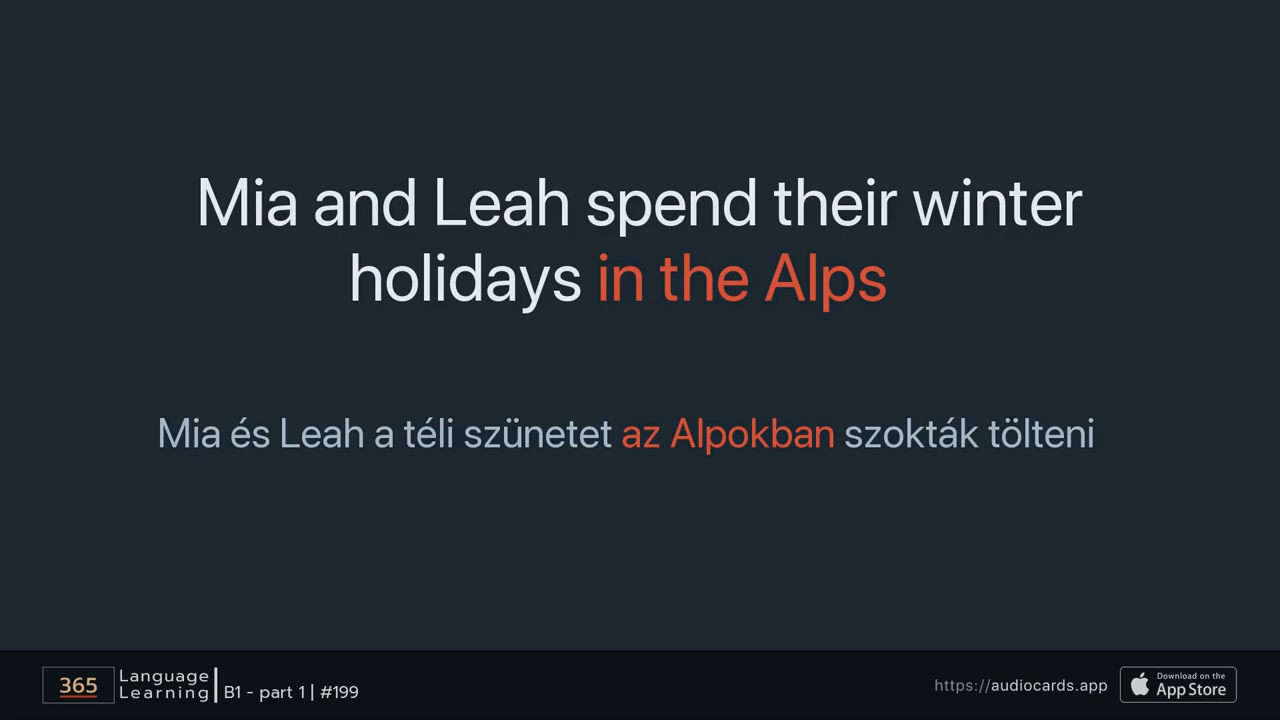 Mia and Leah spend their winter
holidays in the Alps
Mia és Leah a téli szünetet az Alpokban szokták tölteni
365
Language
Learning
B1 - part 1 | #199
https://audiocards.app
Download on the
App Store